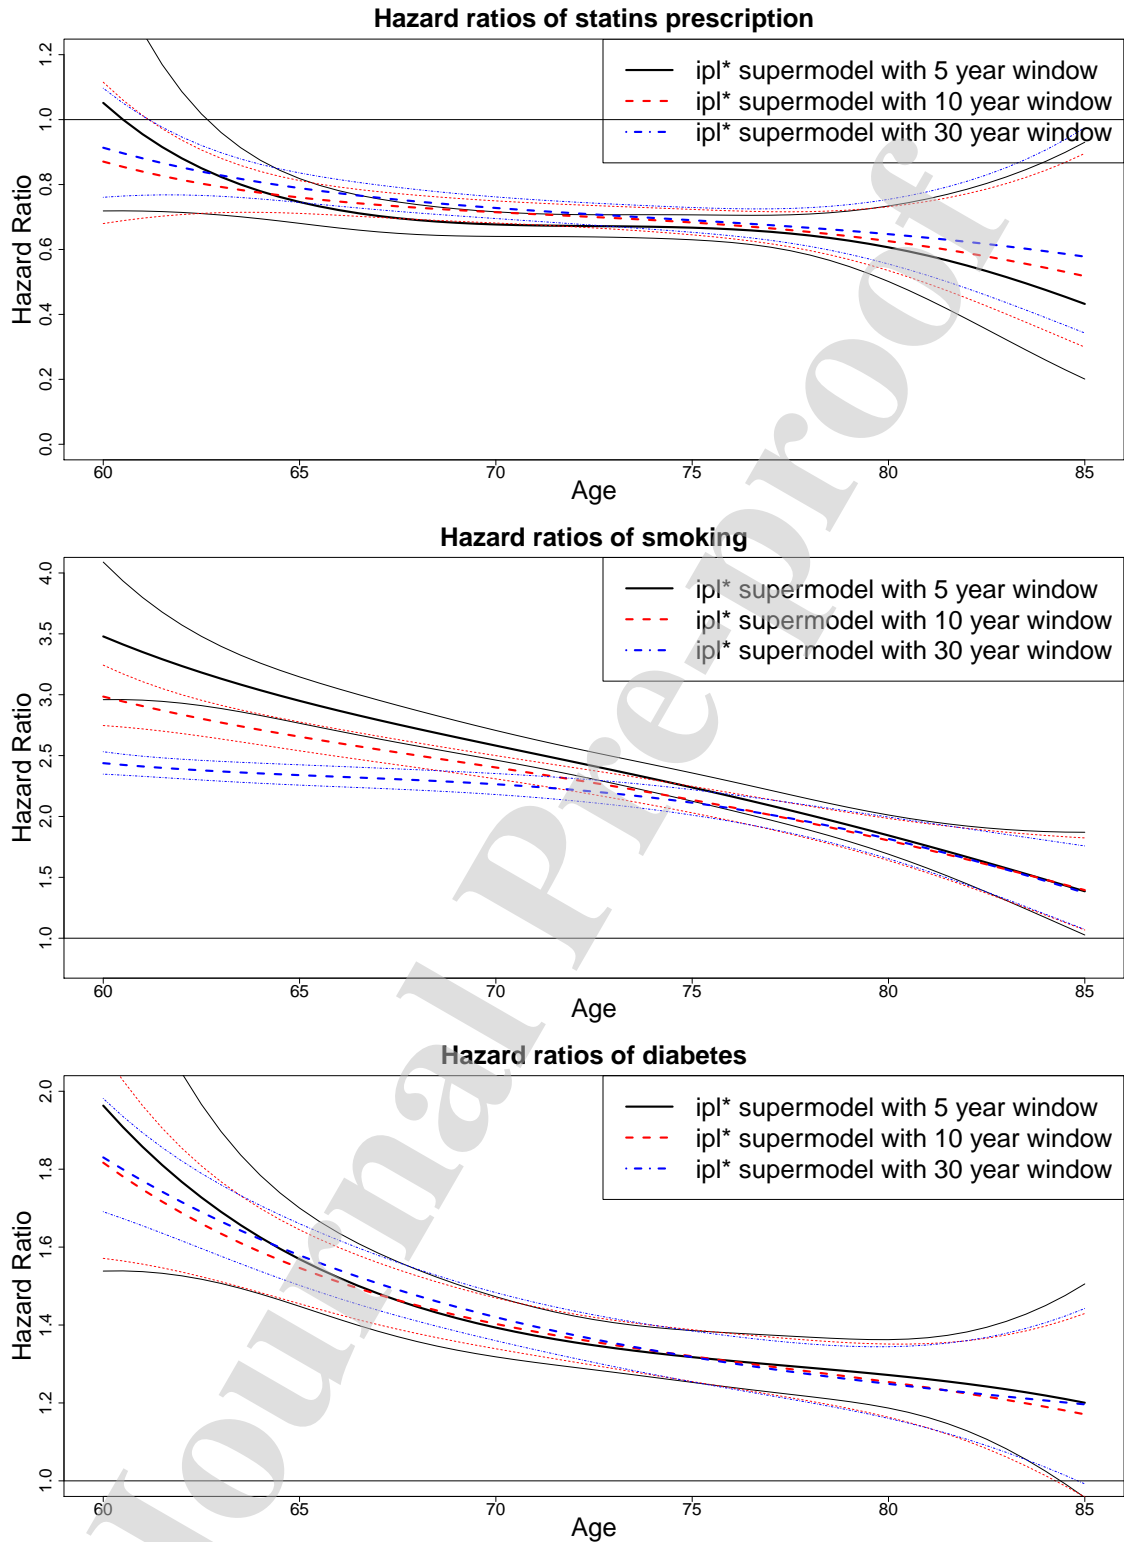 Hazard ratios of statins prescription
Hazard Ratio
0.0 0.2 0.4 0.6 0.8 1.0 1.2
ipl* supermodel with 5 year window
ipl* supermodel with 10 year window
ipl* supermodel with 30 year window
60 65 70 75 80 85
Age
Hazard ratios of smoking
Hazard Ratio
1.0 1.5 2.0 2.5 3.0 3.5 4.0
ipl* supermodel with 5 year window
ipl* supermodel with 10 year window
ipl* supermodel with 30 year window
60 65 70 75 80 85
Age
Hazard ratios of diabetes
Hazard Ratio
1.0 1.2 1.4 1.6 1.8 2.0
ipl* supermodel with 5 year window
ipl* supermodel with 10 year window
ipl* supermodel with 30 year window
60 65 70 75 80 85
Age
Journal Pre-proof